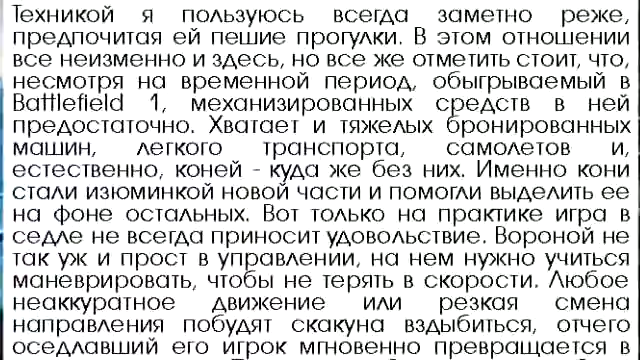 Техникой я пользуюсь всегда заметно реже,
предпочитая ей пешие прогулки. В этом отношении
все неизменно и здесь, но все же отметить стоит, что,
несмотря на временной период, обыгрываемый в
Battlefield 1, механизированных средств в ней
предостаточно. Хватает и тяжелых бронированных
машин, легкого транспорта, самолетов и,
естественно, коней - куда же без них. Именно кони
стали изюминкой новой части и помогли выделить ее
на фоне остальных. Вот только на практике игра в
седле не всегда приносит удовольствие. Вороной не
так уж и прост в управлении, на нем нужно учиться
маневрировать, чтобы не терять в скорости. Любое
неаккуратное движение или резкая смена
направления побудят скакуна вздыбиться, отчего
оседлавший его игрок мгновенно превращается в